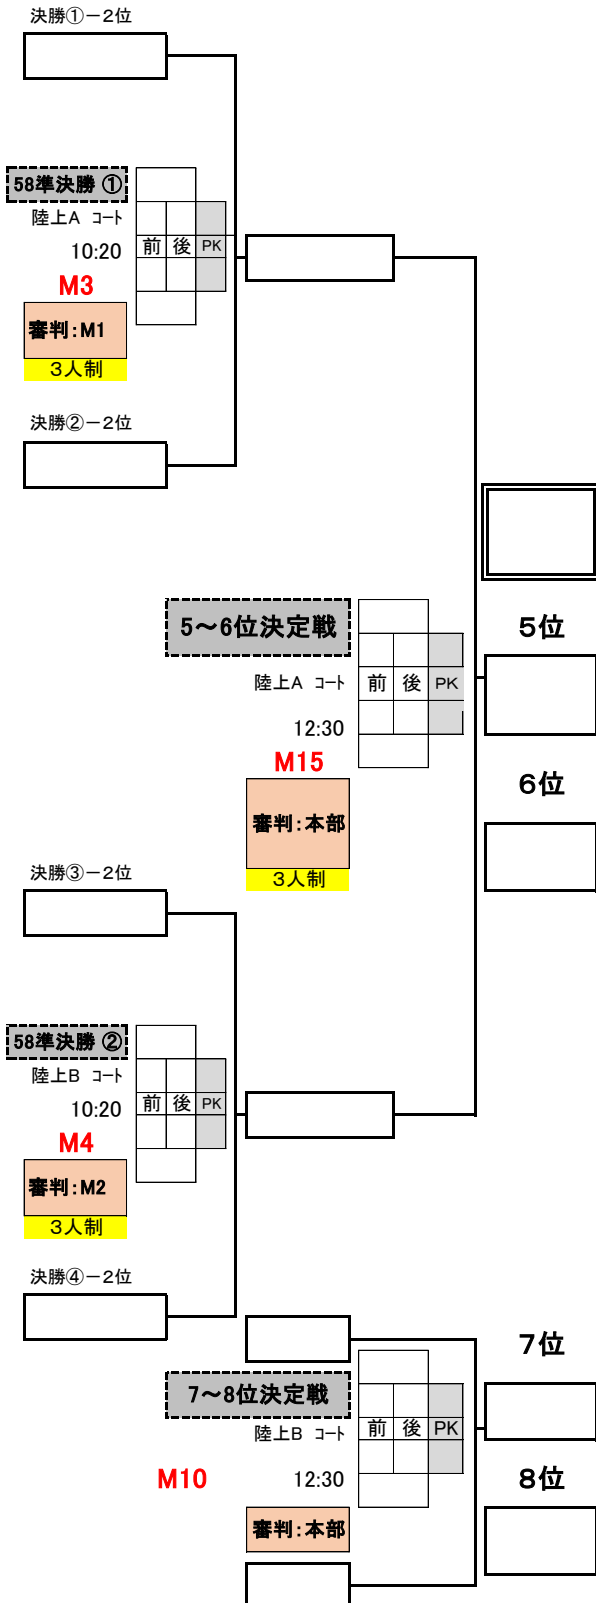 決勝①－2位
58準決勝 ①
陸上A コート
10:20
前 後 PK
M3
審判：M1
3人制
決勝②－2位
5～6位決定戦
5位
陸上A コート
前 後 PK
12:30
M15
6位
審判：本部
3人制
決勝③－2位
58準決勝 ②
陸上B コート
10:20
前 後 PK
M4
審判：M2
3人制
決勝④－2位
7位
7～8位決定戦
陸上B コート
前 後 PK
M10
12:30
8位
審判：本部